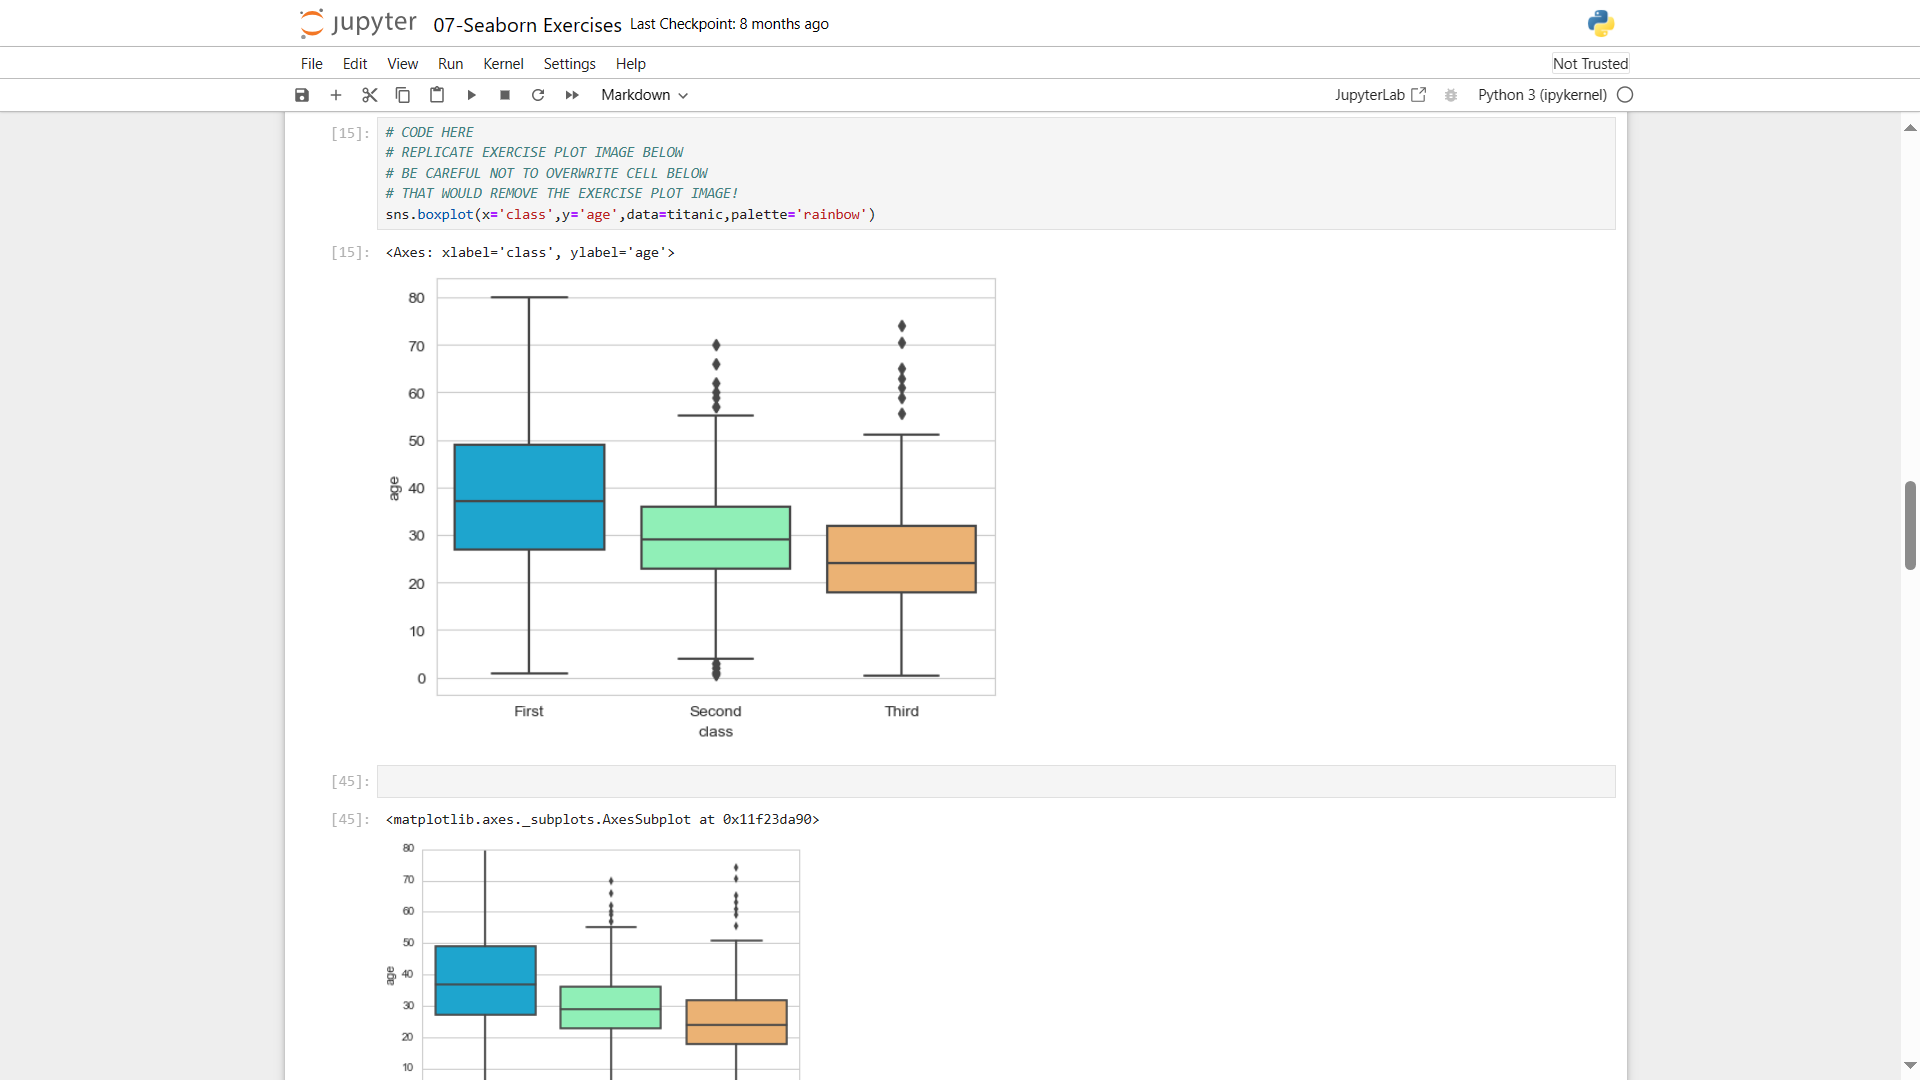 jupyter 07-Seaborn Exercises Last Checkpoint: 8 months ago
File Edit View Run Kernel Settings Help Not Trusted
Markdown JupyterLab Python 3 (ipykernel)
[15]: # CODE HERE
# REPLICATE EXERCISE PLOT IMAGE BELOW
# BE CAREFUL NOT TO OVERWRITE CELL BELOW
# THAT WOULD REMOVE THE EXERCISE PLOT IMAGE!
sns.boxplot(x='class',y='age',data=titanic,palette='rainbow')
[15]: <Axes: xlabel='class', ylabel='age'>
80
70
60
50
age
40
30
20
10
0
First Second Third
class
[45]:
[45]: <matplotlib.axes._subplots.AxesSubplot at 0x11f23da90>
80
70
60
50
age
40
30
20
10